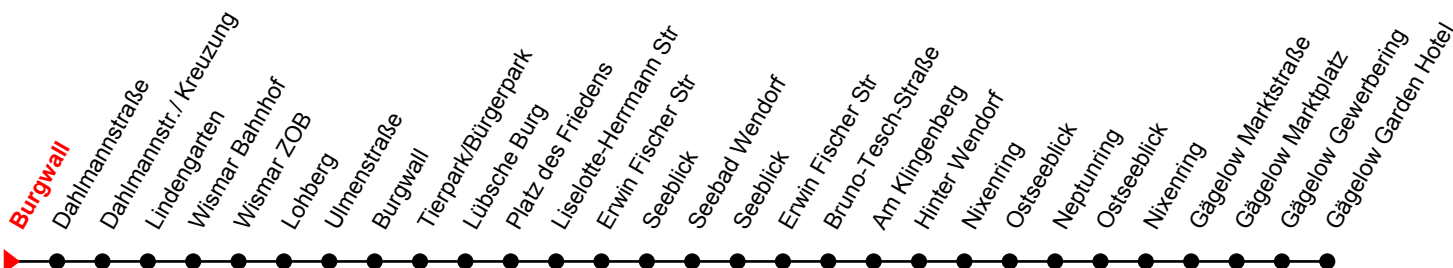 Burgwall
Dahlmannstraße
Dahlmannstr./ Kreuzung
Lindengarten
Wismar Bahnhof
Wismar ZOB
Lohberg
Ulmenstraße
Burgwall
Tierpark/Bürgerpark
Lübsche Burg
Platz des Friedens
Liselotte-Herrmann Str
Erwin Fischer Str
Seeblick
Seebad Wendorf
Seeblick
Erwin Fischer Str
Bruno-Tesch-Straße
Am Klingenberg
Hinter Wendorf
Nixenring
Ostseeblick
Neptunring
Ostseeblick
Nixenring
Gägelow Marktstraße
Gägelow Marktplatz
Gägelow Gewerbering
Gägelow Garden Hotel